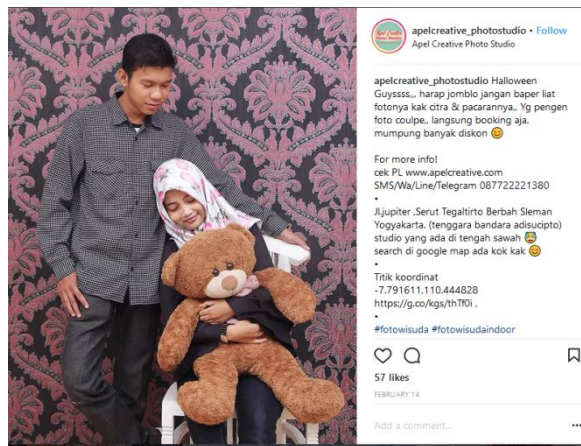 apelcreative_photostudio • Follow
Apel Creative Photo Studio
apelcreative_photostudio Halloween
Guyssss,,, harap jomblo jangan baper liat
fotonya kak citra & pacarannya,, Yg pengen
foto coulpe,, langsung booking aja,
mumpung banyak diskon 😊
For more info!
cek PL www.apelcreative.com
SMS/Wa/Line/Telegram 087722221380
•
Jl.jupiter ,Serut Tegaltirto Berbah Sleman
Yogyakarta. (tenggara bandara adisucipto)
studio yang ada di tengah sawah 😨
search di google map ada kok kak 😊
•
Titik koordinat
-7.791611,110.444828
https://g.co/kgs/thTf0i .
•
#fotowisuda #fotowisudaindoor
57 likes
FEBRUARY 14
Add a comment...